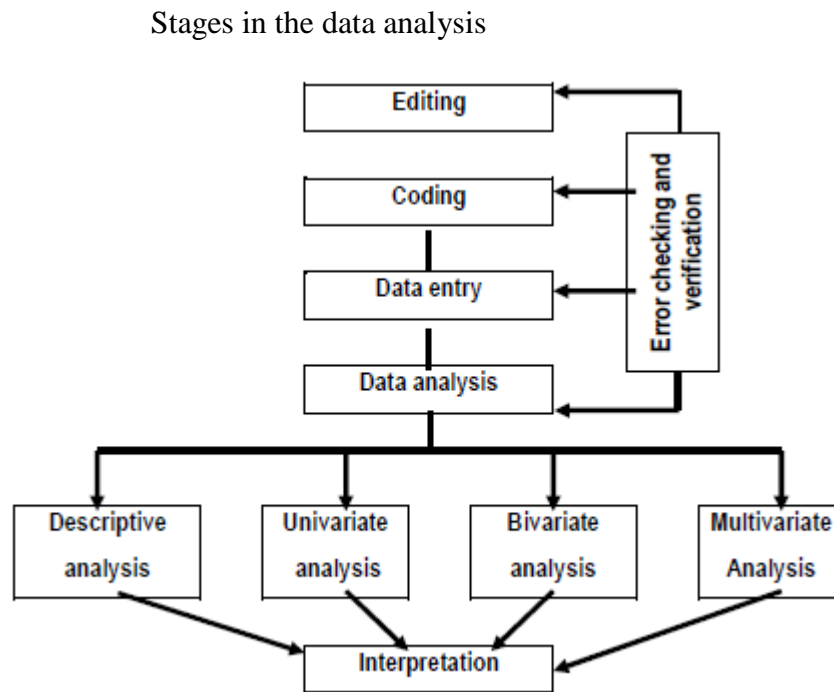 Stages in the data analysis
Editing
Coding
Data entry
Data analysis
Error checking and
verification
Descriptive
analysis
Univariate
analysis
Bivariate
analysis
Multivariate
Analysis
Interpretation